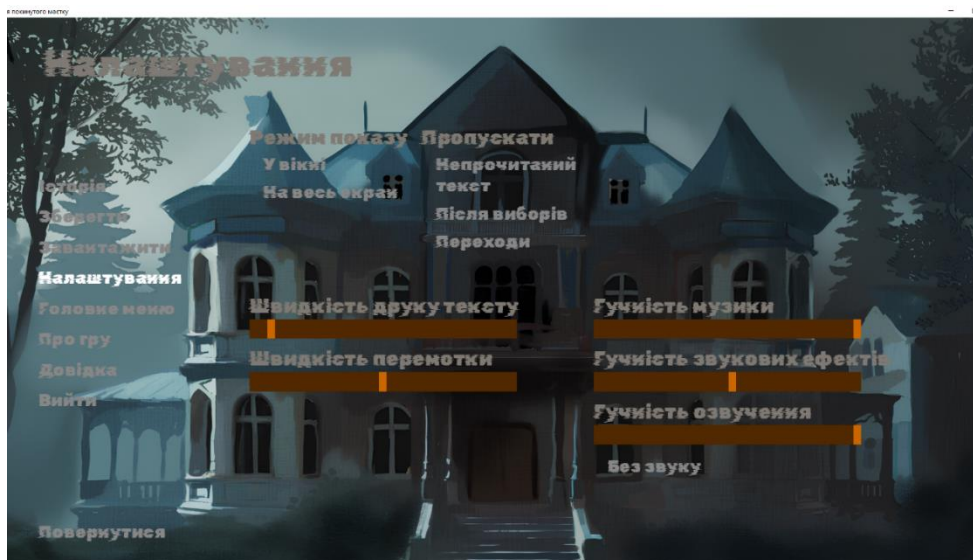 я покинутого маєтку
Налаштування
Режим показу
У вікні
На весь екран
Пропускати
Непрочитаний
текст
Після виборів
Переходи
Історія
Зберегти
Завантажити
Налаштування
Головне меню
Про гру
Довідка
Вийти
Швидкість друку тексту
Швидкість перемотки
Гучність музики
Гучність звукових ефектів
Гучність озвучення
Без звуку
Повернутися